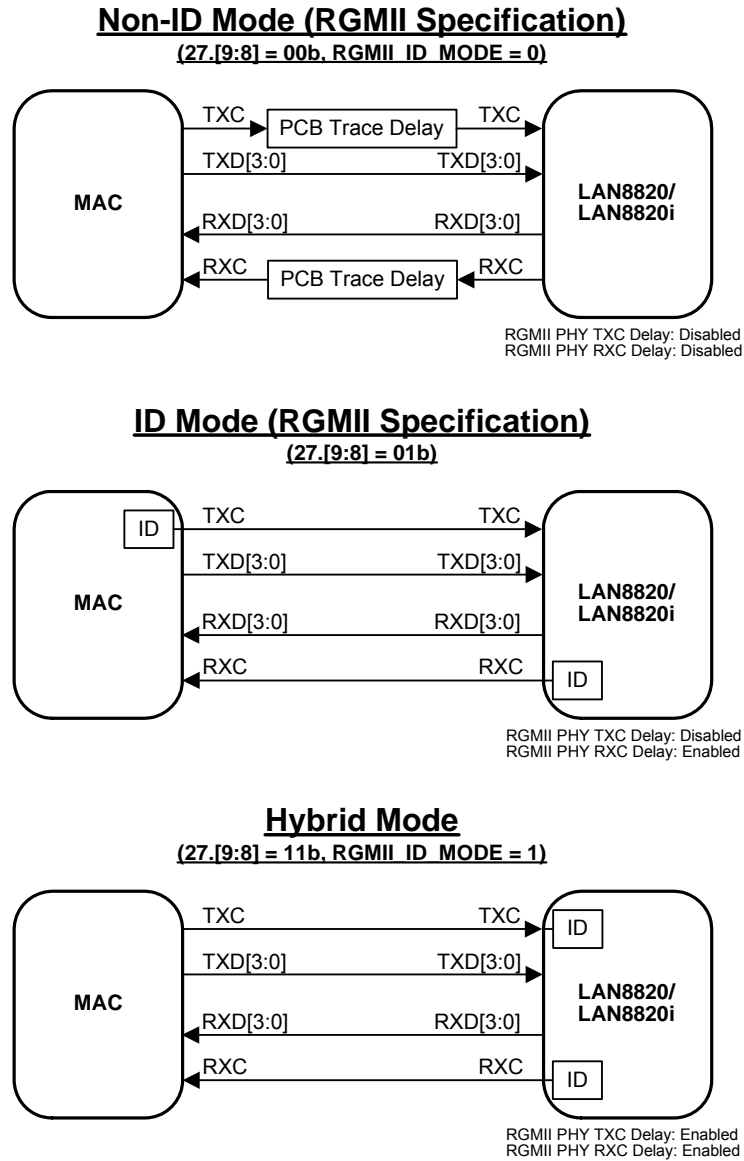 Non-ID Mode (RGMII Specification)
(27.[9:8] = 00b, RGMII_ID_MODE = 0)
TXC PCB Trace Delay TXC
TXD[3:0] TXD[3:0]
MAC
LAN8820/
LAN8820i
RXD[3:0] RXD[3:0]
RXC PCB Trace Delay RXC
RGMII PHY TXC Delay: Disabled
RGMII PHY RXC Delay: Disabled
ID Mode (RGMII Specification)
(27.[9:8] = 01b)
ID TXC TXC
TXD[3:0] TXD[3:0]
MAC
LAN8820/
LAN8820i
RXD[3:0] RXD[3:0]
RXC RXC ID
RGMII PHY TXC Delay: Disabled
RGMII PHY RXC Delay: Enabled
Hybrid Mode
(27.[9:8] = 11b, RGMII_ID_MODE = 1)
TXC TXC ID
TXD[3:0] TXD[3:0]
MAC
LAN8820/
LAN8820i
RXD[3:0] RXD[3:0]
RXC RXC ID
RGMII PHY TXC Delay: Enabled
RGMII PHY RXC Delay: Enabled